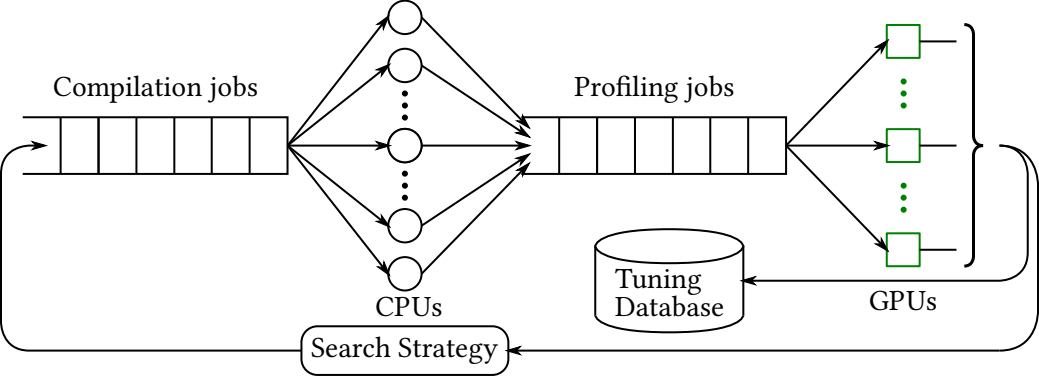 Compilation jobs
Profiling jobs
Tuning
Database
GPUs
CPUs
Search Strategy